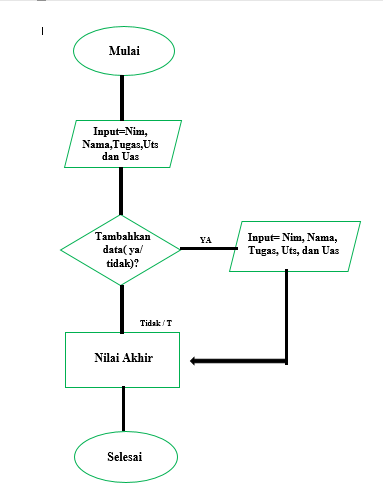 Mulai
Input=Nim,
Nama,Tugas,Uts
dan Uas
Tambahkan
data( ya/
tidak)?
YA
Input= Nim, Nama,
Tugas, Uts, dan Uas
Tidak / T
Nilai Akhir
Selesai